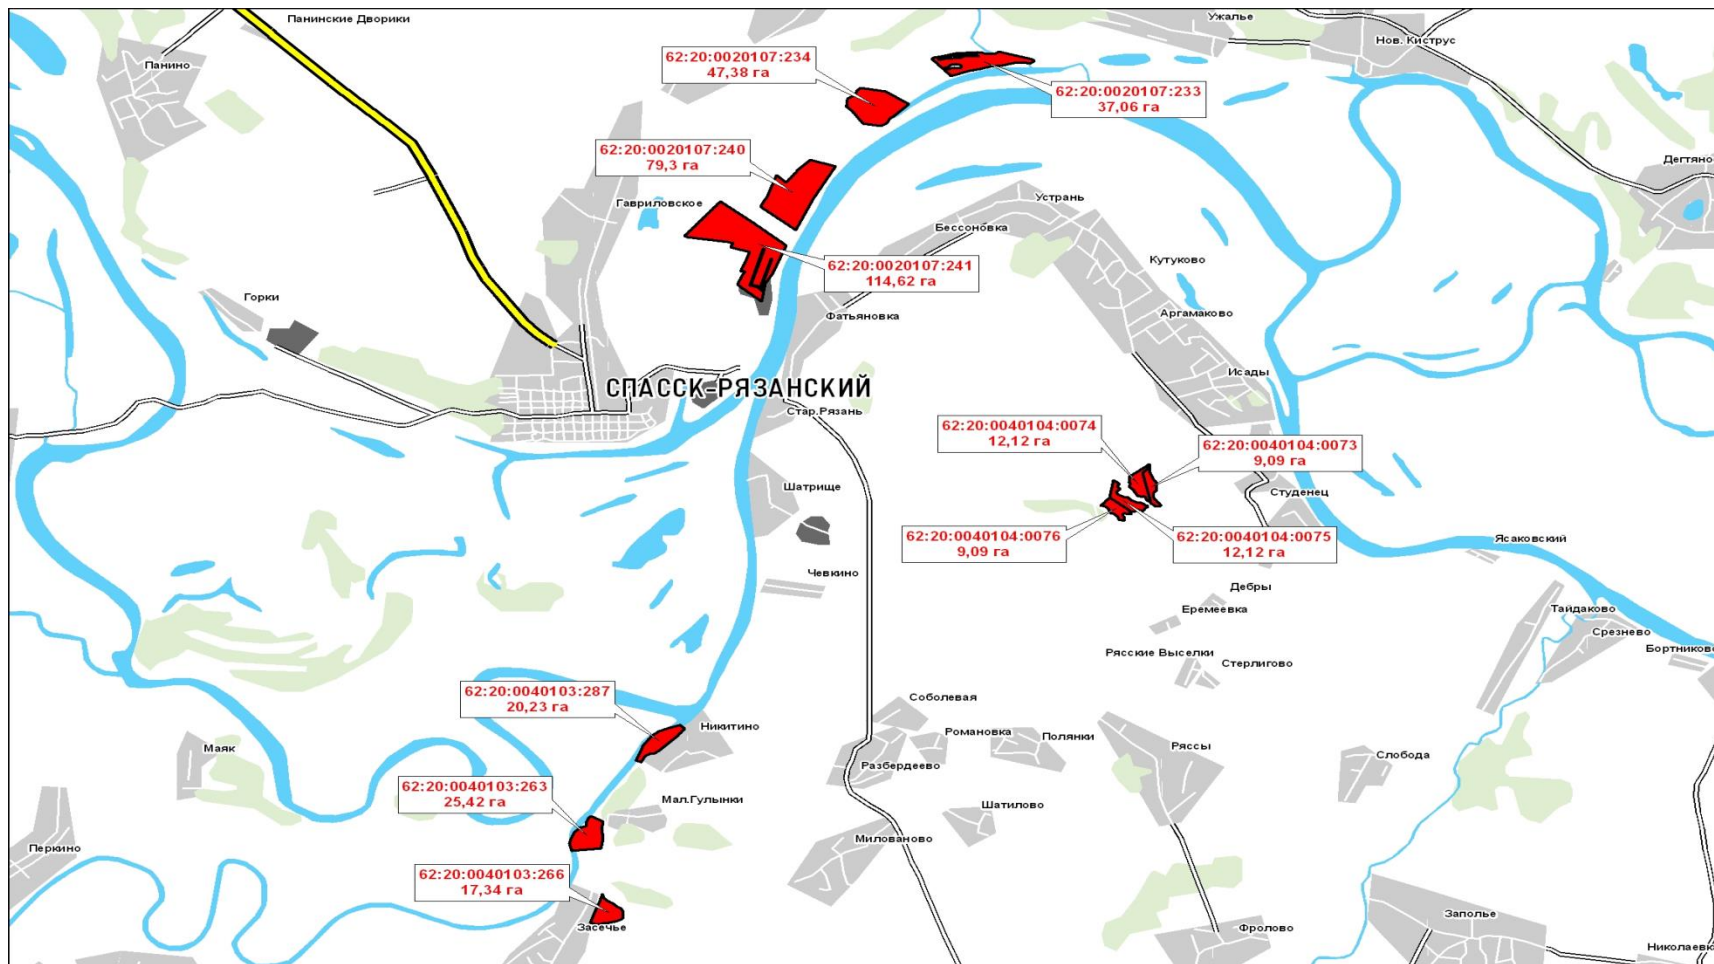 Панинские Дворики
Ужалье
Нов. Киструс
Панино
62:20:0020107:234
47,38 га
62:20:0020107:233
37,06 га
62:20:0020107:240
79,3 га
Дегтяно
Гавриловское
Устрань
Бессоновка
Кутуково
62:20:0020107:241
114,62 га
Горки
Фатьяновка
Аргамаково
Исады
СПАССК-РЯЗАНСКИЙ
Стар.Рязань
62:20:0040104:0074
12,12 га
62:20:0040104:0073
9,09 га
Шатрище
Студенец
62:20:0040104:0076
9,09 га
62:20:0040104:0075
12,12 га
Ясаковский
Чевкино
Дебры
Еремеевка
Тайдаково
Срезнево
Бортниково
Рясские Выселки
Стерлигово
62:20:0040103:287
20,23 га
Соболевая
Никитино
Романовка
Полянки
Маяк
Ряссы
Слобода
Разбердеево
62:20:0040103:263
25,42 га
Мал.Гулынки
Шатилово
Милованово
Перкино
62:20:0040103:266
17,34 га
Засечье
Фролово
Заполье
Николаевк